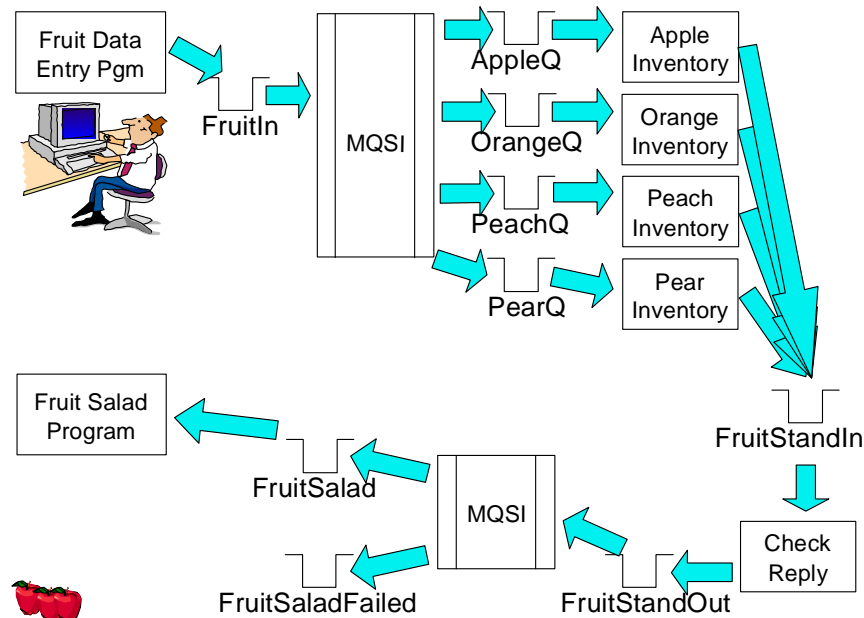 Fruit Data
Entry Pgm
FruitIn
MQSI
AppleQ
OrangeQ
PeachQ
PearQ
Apple
Inventory
Orange
Inventory
Peach
Inventory
Pear
Inventory
FruitStandIn
Check
Reply
FruitStandOut
MQSI
FruitSalad
FruitSaladFailed
Fruit Salad
Program